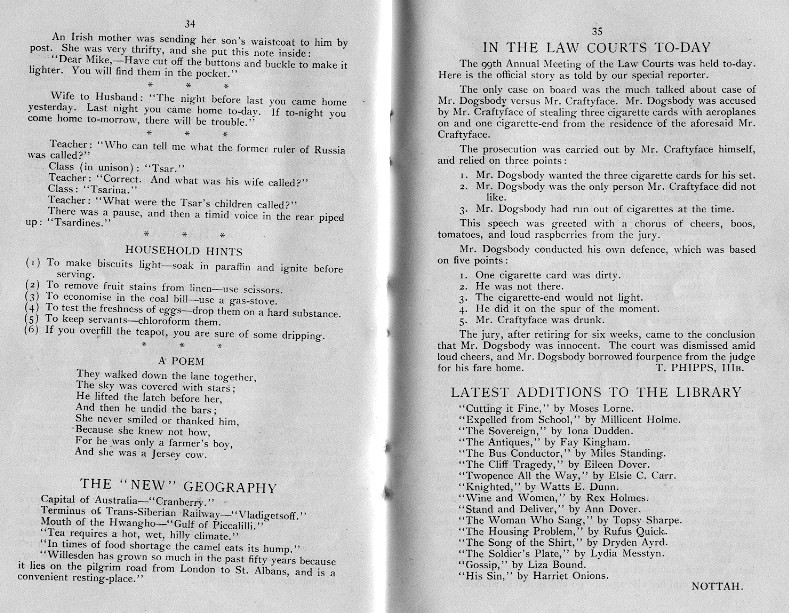 34
An Irish mother was sending her son's waistcoat to him by
post. She was very thrifty, and she put this note inside:
"Dear Mike,—Have cut off the buttons and buckle to make it
lighter. You will find them in the pocket."
* * *
Wife to Husband: "The night before last you came home
yesterday. Last night you came home to-day. If to-night you
come home to-morrow, there will be trouble."
* * *
Teacher: "Who can tell me what the former ruler of Russia
was called?"
Class (in unison): "Tsar."
Teacher: "Correct. And what was his wife called?"
Class: "Tsarina."
Teacher: "What were the Tsar's children called?"
There was a pause, and then a timid voice in the rear piped
up: "Tsardines."
* * *
HOUSEHOLD HINTS
(1) To make biscuits light—soak in paraffin and ignite before
serving.
(2) To remove fruit stains from linen—use scissors.
(3) To economise in the coal bill—use a gas-stove.
(4) To test the freshness of eggs—drop them on a hard substance.
(5) To keep servants—chloroform them.
(6) If you overfill the teapot, you are sure of some dripping.
* * *
A POEM
They walked down the lane together,
The sky was covered with stars;
He lifted the latch before her,
And then he undid the bars;
She never smiled or thanked him,
Because she knew not how,
For he was only a farmer's boy,
And she was a Jersey cow.
THE "NEW" GEOGRAPHY
Capital of Australia—"Cranberry."
Terminus of Trans-Siberian Railway—"Vladigetsoff."
Mouth of the Hwangho—"Gulf of Piccalilli."
"Tea requires a hot, wet, hilly climate."
"In times of food shortage the camel eats its hump."
"Willesden has grown so much in the past fifty years because
it lies on the pilgrim road from London to St. Albans, and is a
convenient resting-place."
35
IN THE LAW COURTS TO-DAY
The 99th Annual Meeting of the Law Courts was held to-day.
Here is the official story as told by our special reporter.
The only case on board was the much talked about case of
Mr. Dogsbody versus Mr. Craftyface. Mr. Dogsbody was accused
by Mr. Craftyface of stealing three cigarette cards with aeroplanes
on and one cigarette-end from the residence of the aforesaid Mr.
Craftyface.
The prosecution was carried out by Mr. Craftyface himself,
and relied on three points:
1. Mr. Dogsbody wanted the three cigarette cards for his set.
2. Mr. Dogsbody was the only person Mr. Craftyface did not
like.
3. Mr. Dogsbody had run out of cigarettes at the time.
This speech was greeted with a chorus of cheers, boos,
tomatoes, and loud raspberries from the jury.
Mr. Dogsbody conducted his own defence, which was based
on five points:
1. One cigarette card was dirty.
2. He was not there.
3. The cigarette-end would not light.
4. He did it on the spur of the moment.
5. Mr. Craftyface was drunk.
The jury, after retiring for six weeks, came to the conclusion
that Mr. Dogsbody was innocent. The court was dismissed amid
loud cheers, and Mr. Dogsbody borrowed fourpence from the judge
for his fare home. T. PHIPPS, IIIB.
LATEST ADDITIONS TO THE LIBRARY
"Cutting it Fine," by Moses Lorne.
"Expelled from School," by Millicent Holme.
"The Sovereign," by Iona Dudden.
"The Antiques," by Fay Kingham.
"The Bus Conductor," by Miles Standing.
"The Cliff Tragedy," by Eileen Dover.
"Twopence All the Way," by Elsie C. Carr.
"Knighted," by Watts E. Dunn.
"Wine and Women," by Rex Holmes.
"Stand and Deliver," by Ann Dover.
"The Woman Who Sang," by Topsy Sharpe.
"The Housing Problem," by Rufus Quick.
"The Song of the Shirt," by Dryden Ayrd.
"The Soldier's Plate," by Lydia Messtyn.
"Gossip," by Liza Bound.
"His Sin," by Harriet Onions.
NOTTAH.